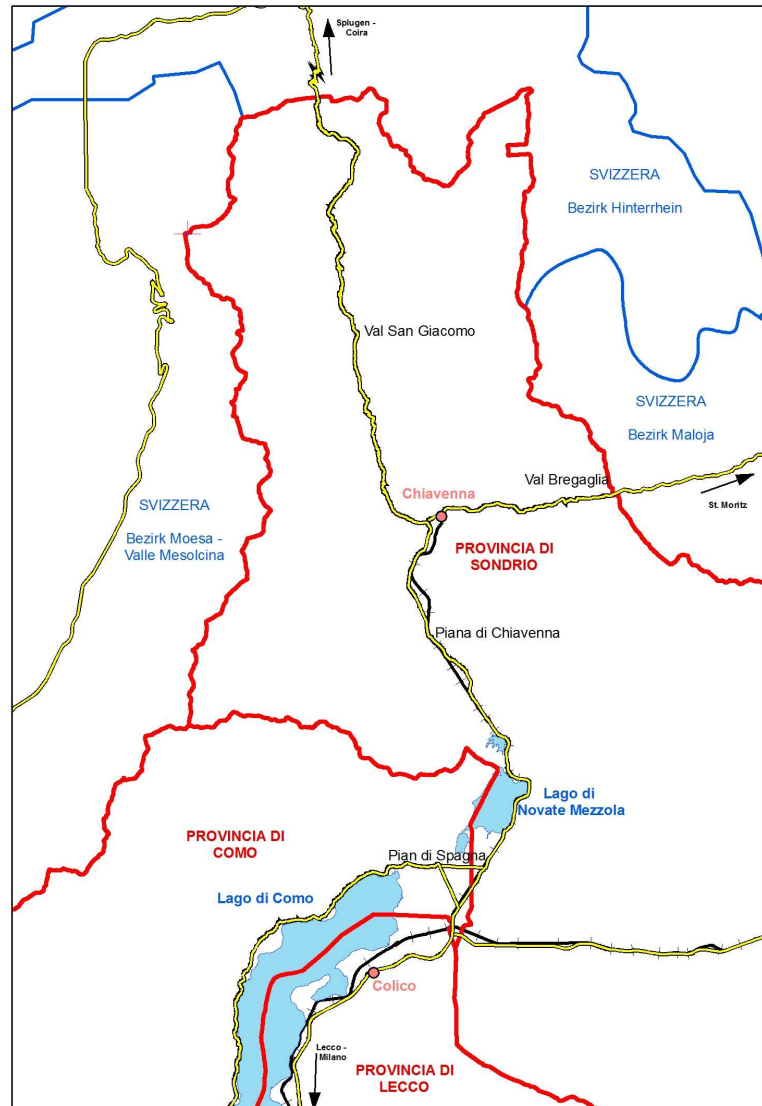 Splugen -
Coira
SVIZZERA
Bezirk Hinterrhein
Val San Giacomo
SVIZZERA
Bezirk Maloja
Val Bregaglia
St. Moritz
Chiavenna
SVIZZERA
Bezirk Moesa -
Valle Mesolcina
PROVINCIA DI
SONDRIO
Piana di Chiavenna
Lago di
Novate Mezzola
PROVINCIA DI
COMO
Pian di Spagna
Lago di Como
Colico
Lecco -
Milano
PROVINCIA DI
LECCO